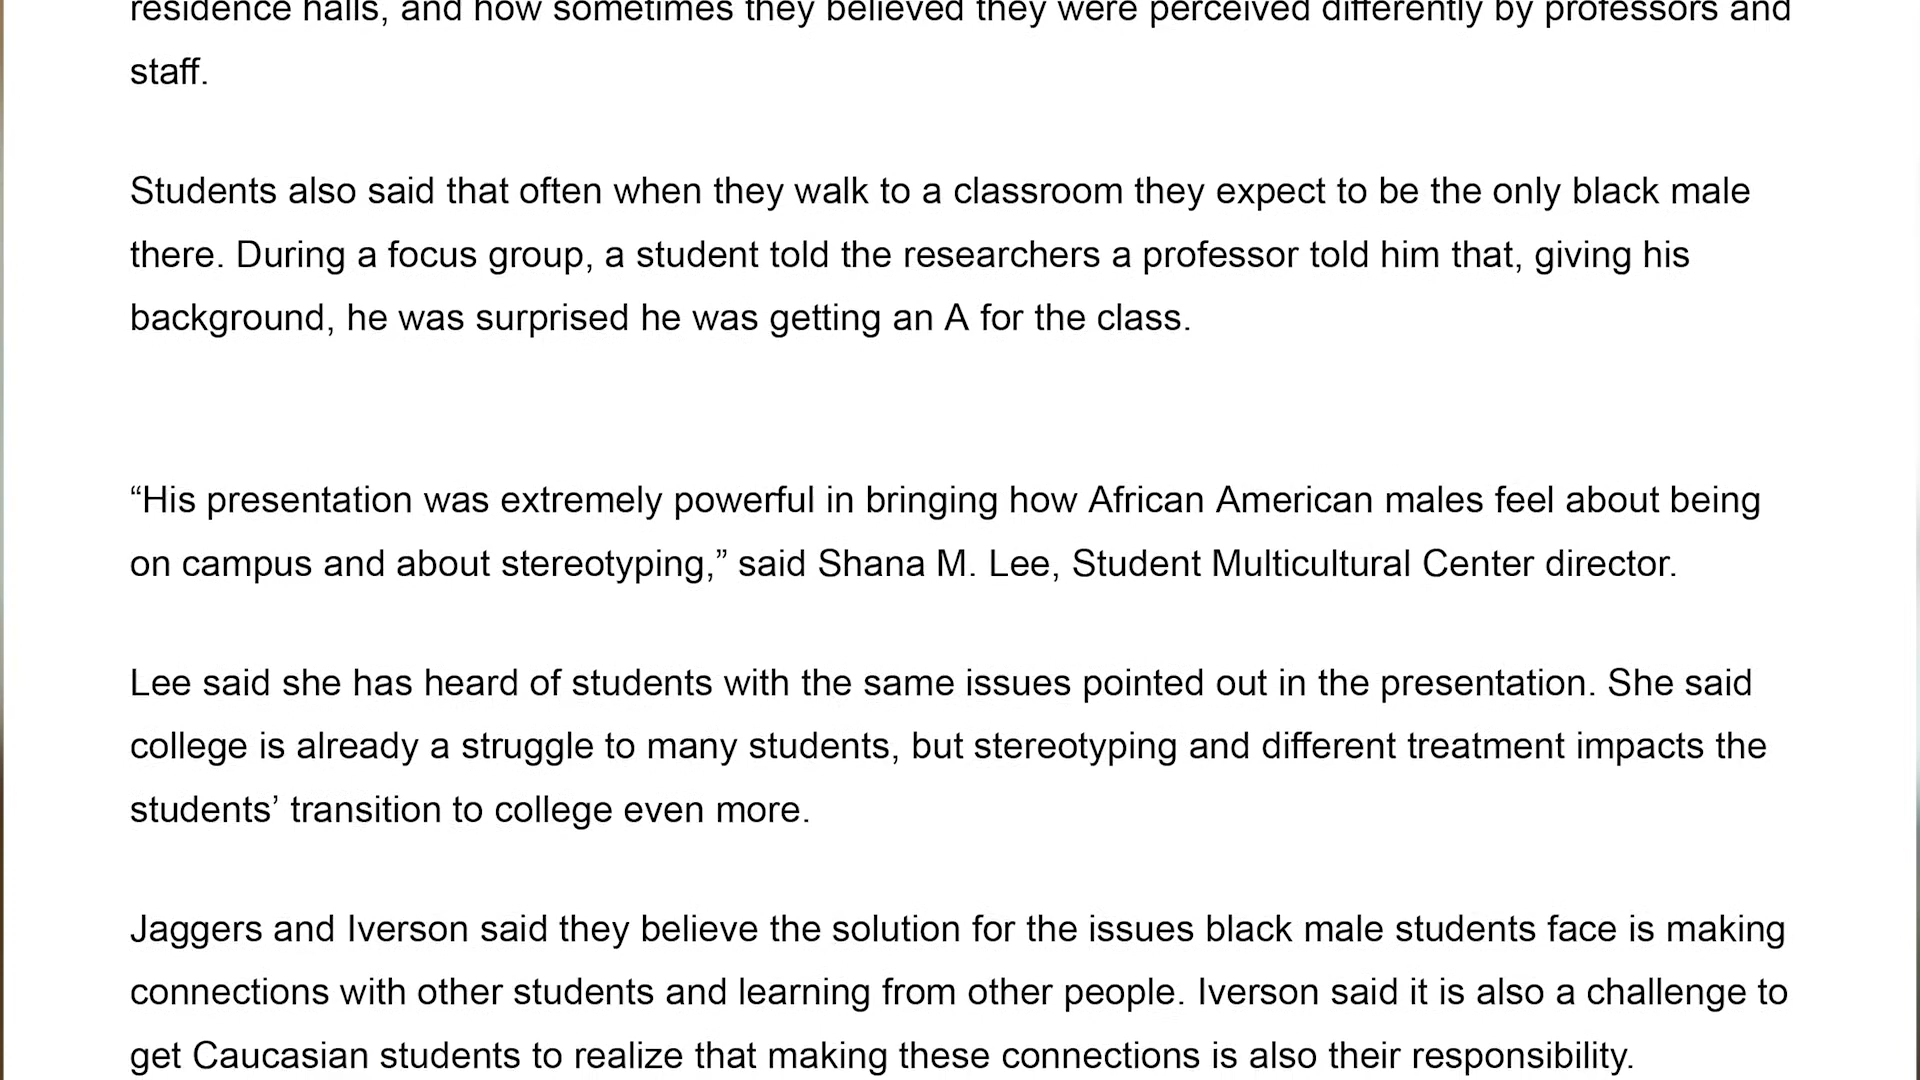 residence halls, and how sometimes they believed they were perceived differently by professors and
staff.
Students also said that often when they walk to a classroom they expect to be the only black male
there. During a focus group, a student told the researchers a professor told him that, giving his
background, he was surprised he was getting an A for the class.
“His presentation was extremely powerful in bringing how African American males feel about being
on campus and about stereotyping,” said Shana M. Lee, Student Multicultural Center director.
Lee said she has heard of students with the same issues pointed out in the presentation. She said
college is already a struggle to many students, but stereotyping and different treatment impacts the
students’ transition to college even more.
Jaggers and Iverson said they believe the solution for the issues black male students face is making
connections with other students and learning from other people. Iverson said it is also a challenge to
get Caucasian students to realize that making these connections is also their responsibility.